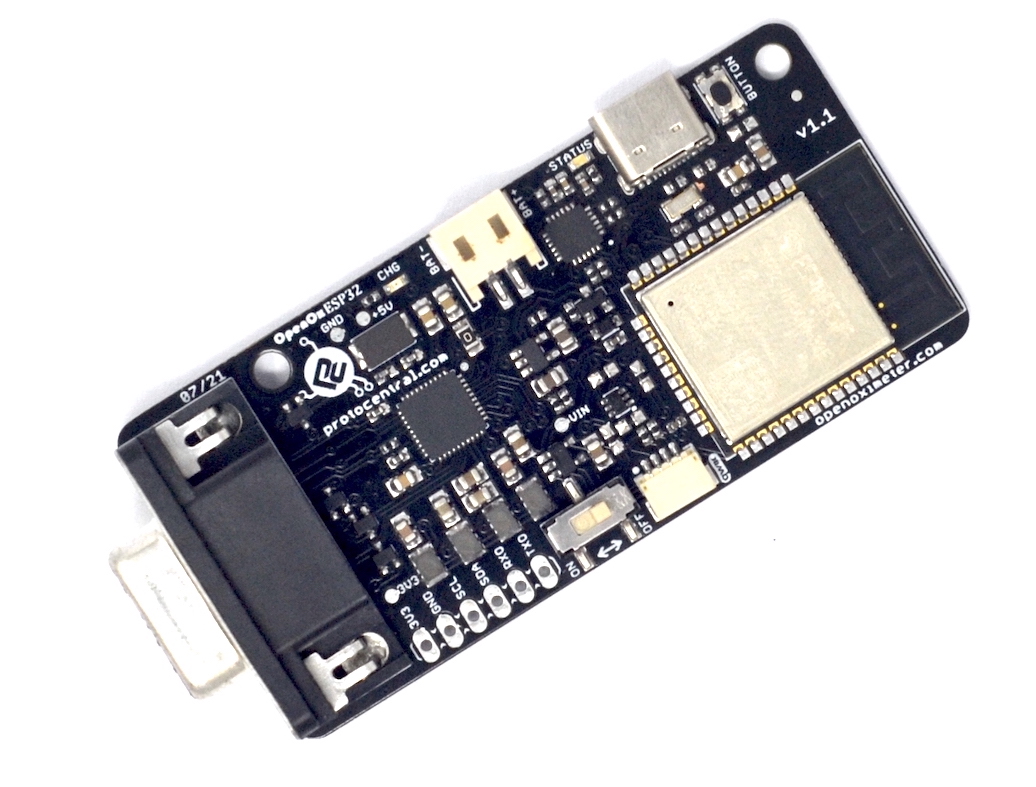 BUTTON
v1.1
STATUS
BAT+
BAT-
CHG
OpenOxESP32
GND
+5V
07/21
protocentral.com
openoximeter.com
VIN
qwiic
OFF
ON
TXO
RXO
SDA
SCL
GND
3V3
3V3